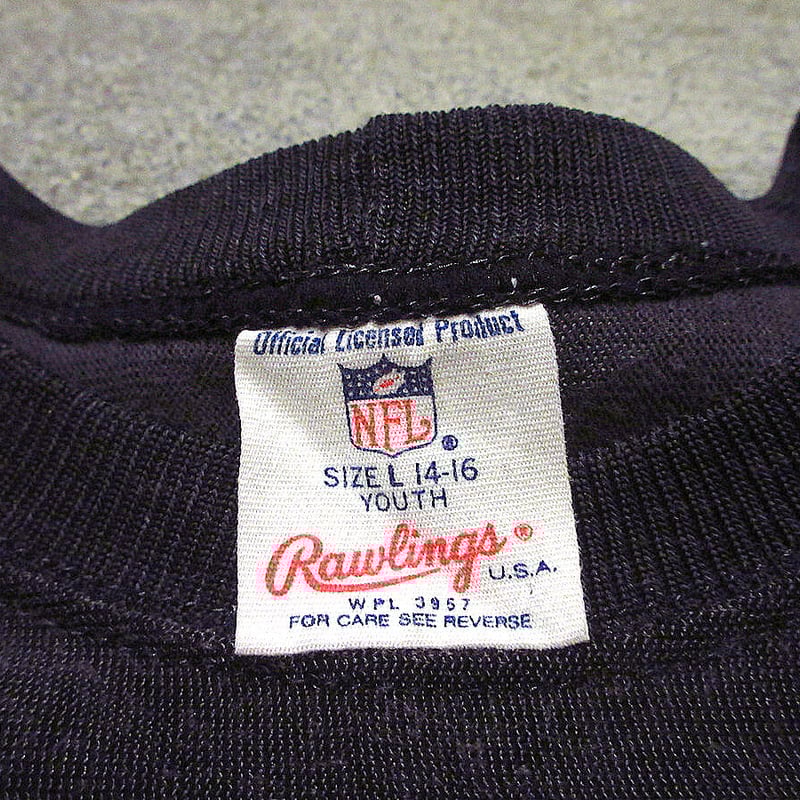 Official Licensed Product
NFL ®
SIZE L 14-16
YOUTH
Rawlings ®
U.S.A.
WPL 3957
FOR CARE SEE REVERSE